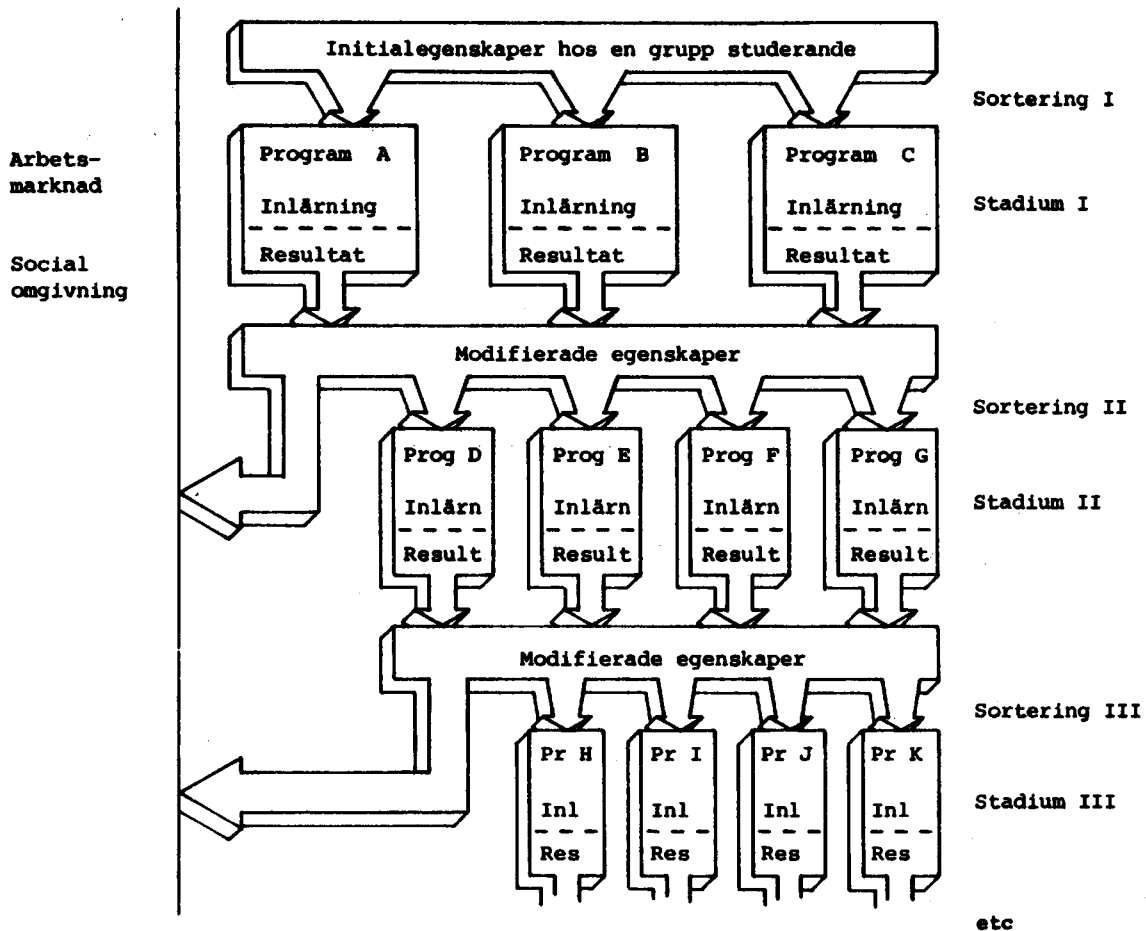 Initialegenskaper hos en grupp studerande
Sortering I
Program A
Program B
Program C
Arbets-
marknad
Inlärning
Inlärning
Inlärning
Stadium I
Resultat
Resultat
Resultat
Social
omgivning
Modifierade egenskaper
Sortering II
Prog D
Prog E
Prog F
Prog G
Inlärn
Inlärn
Inlärn
Inlärn
Stadium II
Result
Result
Result
Result
Modifierade egenskaper
Sortering III
Pr H
Pr I
Pr J
Pr K
Inl
Inl
Inl
Inl
Stadium III
Res
Res
Res
Res
etc